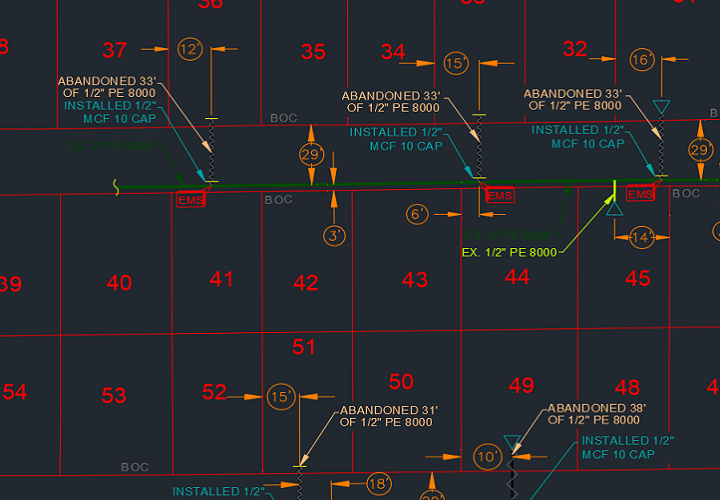 36
37
12'
35
34
15'
32
16'
ABANDONED 33'
OF 1/2" PE 8000
INSTALLED 1/2"
MCF 10 CAP
ABANDONED 33'
OF 1/2" PE 8000
ABANDONED 33'
OF 1/2" PE 8000
BOC
INSTALLED 1/2"
MCF 10 CAP
INSTALLED 1/2"
MCF 10 CAP
29'
29'
EMS
BOC
EMS
EMS
BOC
3'
6'
14'
EX. 1/2" PE 8000
39
40
41
42
43
44
45
51
54
53
52
50
49
48
15'
ABANDONED 31'
OF 1/2" PE 8000
ABANDONED 38'
OF 1/2" PE 8000
INSTALLED 1/2"
MCF 10 CAP
10'
BOC
INSTALLED 1/2"
18'